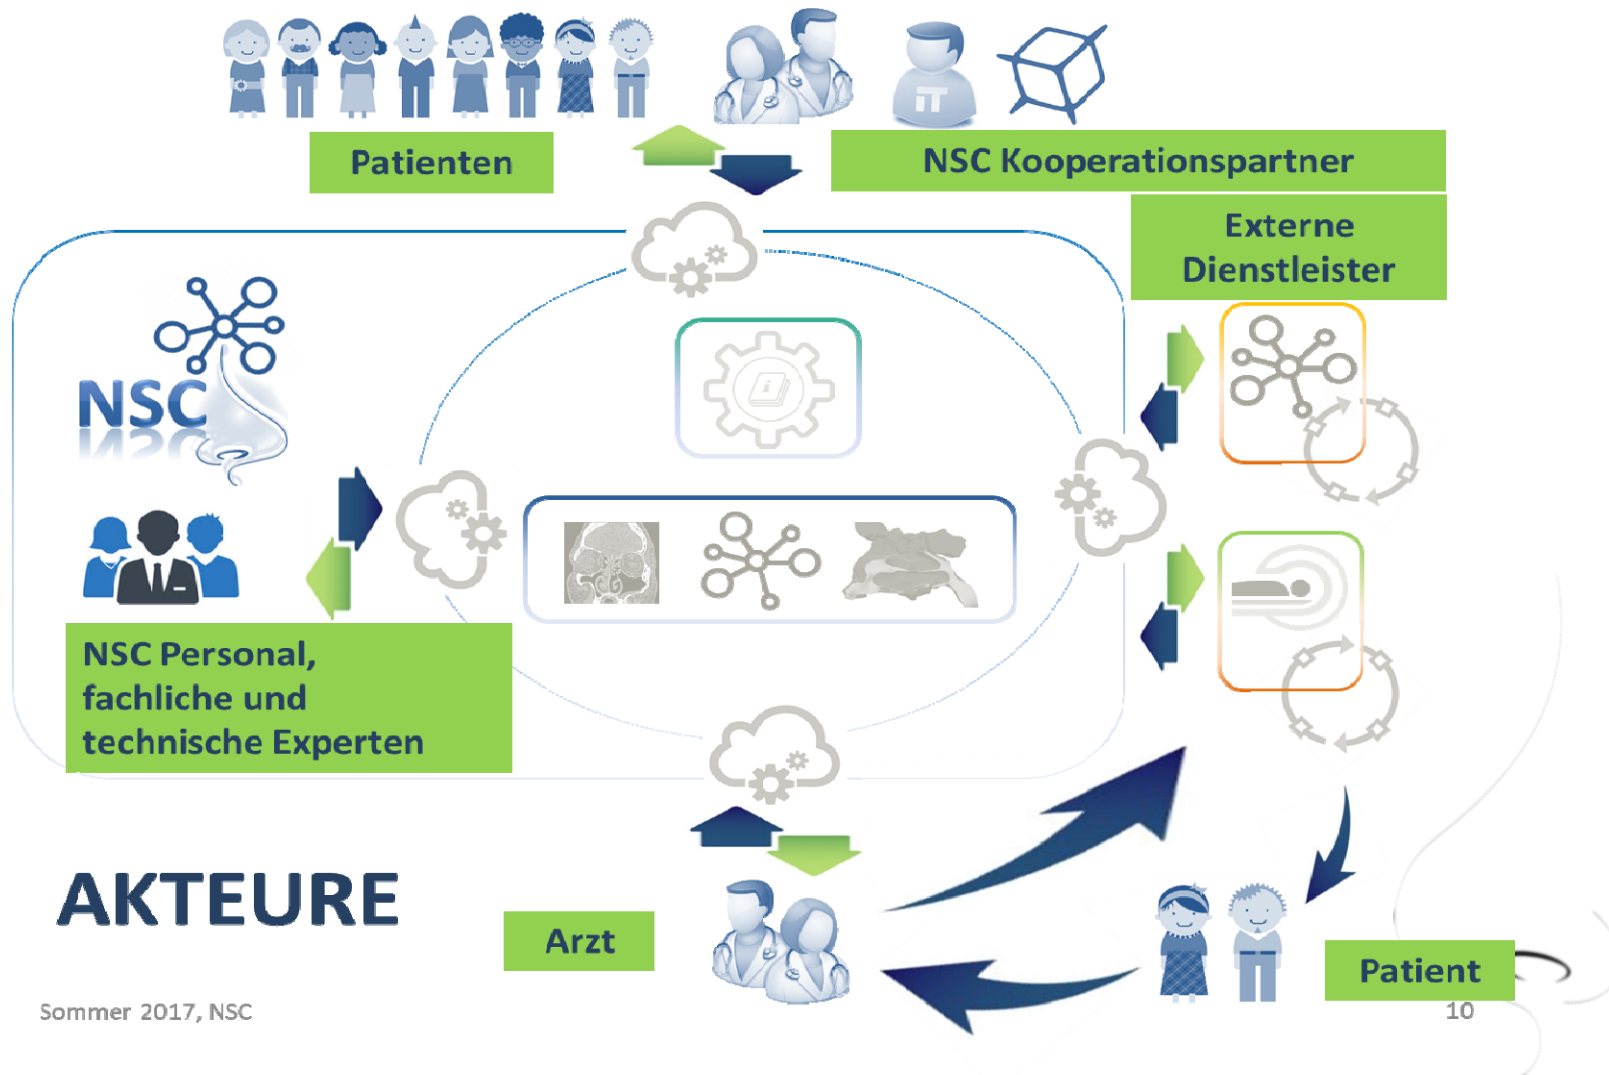 iT
Patienten
NSC Kooperationspartner
Externe
Dienstleister
i
NSC
NSC Personal,
fachliche und
technische Experten
AKTEURE
Arzt
Patient
Sommer 2017, NSC
10